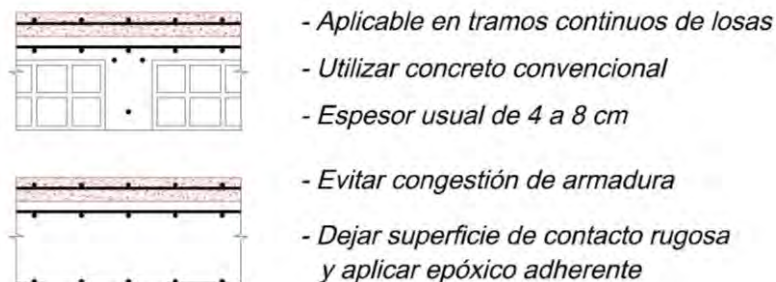 - Aplicable en tramos continuos de losas
- Utilizar concreto convencional
- Espesor usual de 4 a 8 cm
- Evitar congestión de armadura
- Dejar superficie de contacto rugosa
y aplicar epóxico adherente